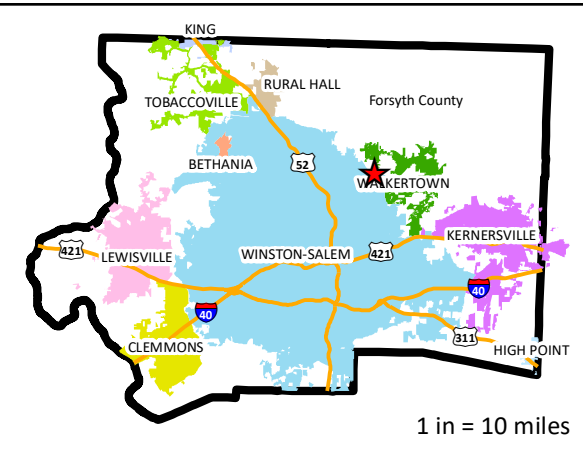 KING
RURAL HALL
TOBACCOVILLE
Forsyth County
52
BETHANIA
WALKERTOWN
KERNERSVILLE
421
LEWISVILLE
WINSTON-SALEM
421
40
40
311
CLEMMONS
HIGH POINT
1 in = 10 miles